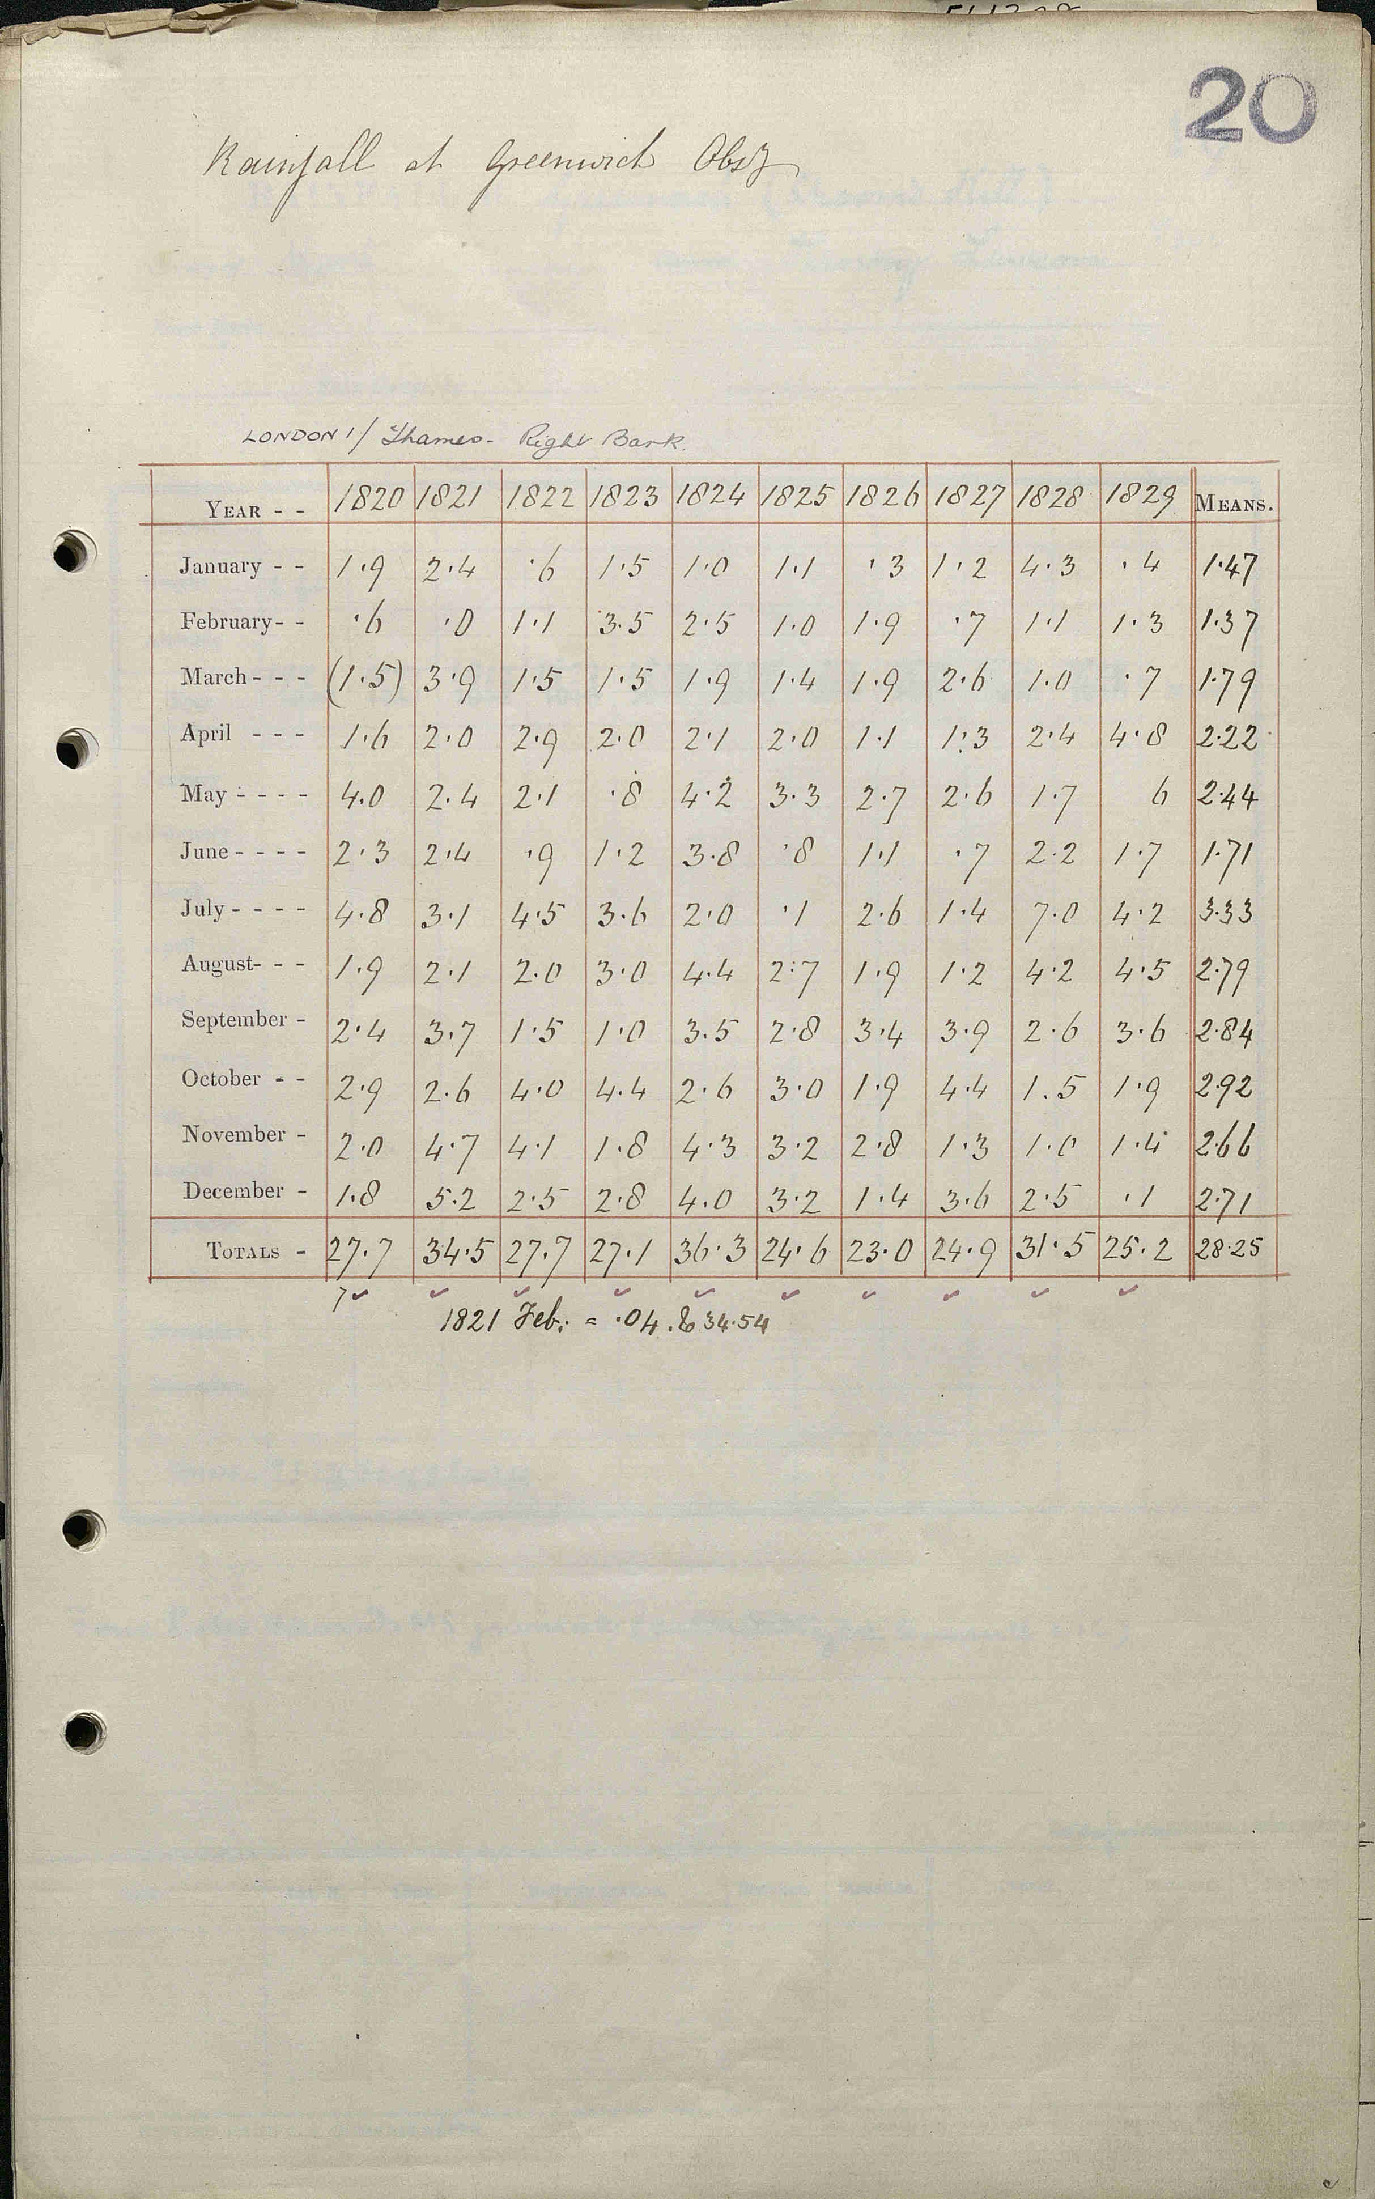 20
Rainfall at Greenwich Obsy
LONDON 1/ Thames - Right Bank.
YEAR - - 1820 1821 1822 1823 1824 1825 1826 1827 1828 1829 MEANS.
January - - 1.9 2.4 .6 1.5 1.0 1.1 .3 1.2 4.3 .4 1.47
February - - .6 .0 1.1 3.5 2.5 1.0 1.9 .7 1.1 1.3 1.37
March - - - (1.5) 3.9 1.5 1.5 1.9 1.4 1.9 2.6 1.0 .7 1.79
April - - - 1.6 2.0 2.9 2.0 2.1 2.0 1.1 1.3 2.4 4.8 2.22
May - - - - 4.0 2.4 2.1 .8 4.2 3.3 2.7 2.6 1.7 6 2.44
June - - - - 2.3 2.4 .9 1.2 3.8 .8 1.1 .7 2.2 1.7 1.71
July - - - - 4.8 3.1 4.5 3.6 2.0 .1 2.6 1.4 7.0 4.2 3.33
August - - - 1.9 2.1 2.0 3.0 4.4 2.7 1.9 1.2 4.2 4.5 2.79
September - 2.4 3.7 1.5 1.0 3.5 2.8 3.4 3.9 2.6 3.6 2.84
October - - 2.9 2.6 4.0 4.4 2.6 3.0 1.9 4.4 1.5 1.9 2.92
November - 2.0 4.7 4.1 1.8 4.3 3.2 2.8 1.3 1.0 1.4 2.66
December - 1.8 5.2 2.5 2.8 4.0 3.2 1.4 3.6 2.5 .1 2.71
TOTALS - 27.7 34.5 27.7 27.1 36.3 24.6 23.0 24.9 31.5 25.2 28.25
7
1821 Feb: = .04 . & 34.54